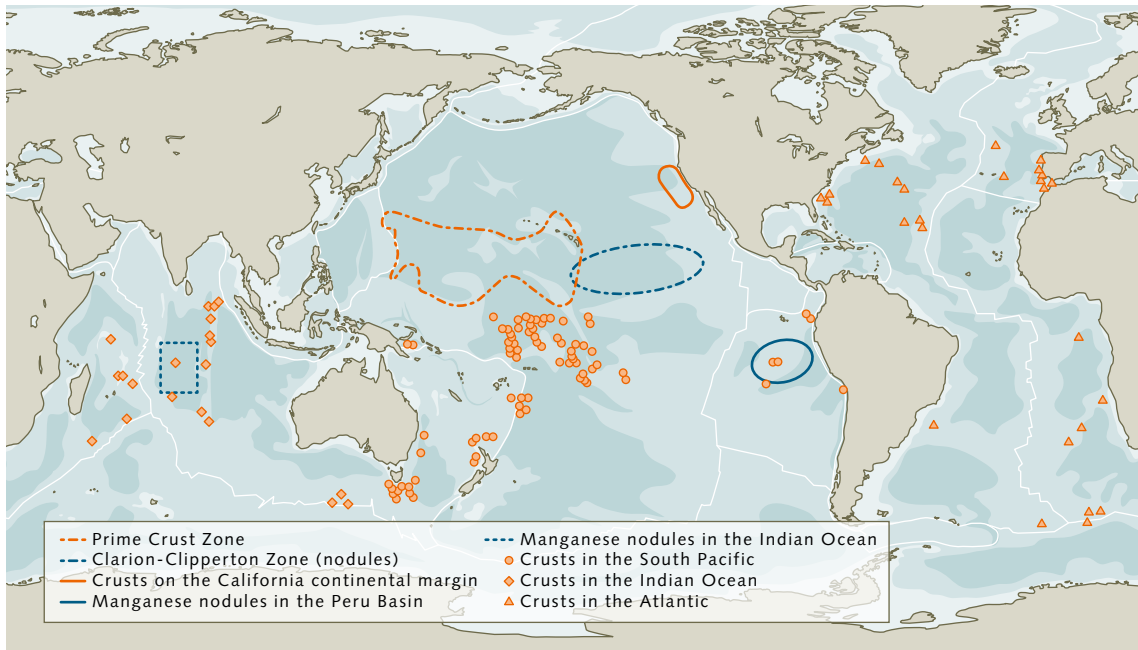 Prime Crust Zone
Clarion-Clipperton Zone (nodules)
Crusts on the California continental margin
Manganese nodules in the Peru Basin
Manganese nodules in the Indian Ocean
Crusts in the South Pacific
Crusts in the Indian Ocean
Crusts in the Atlantic